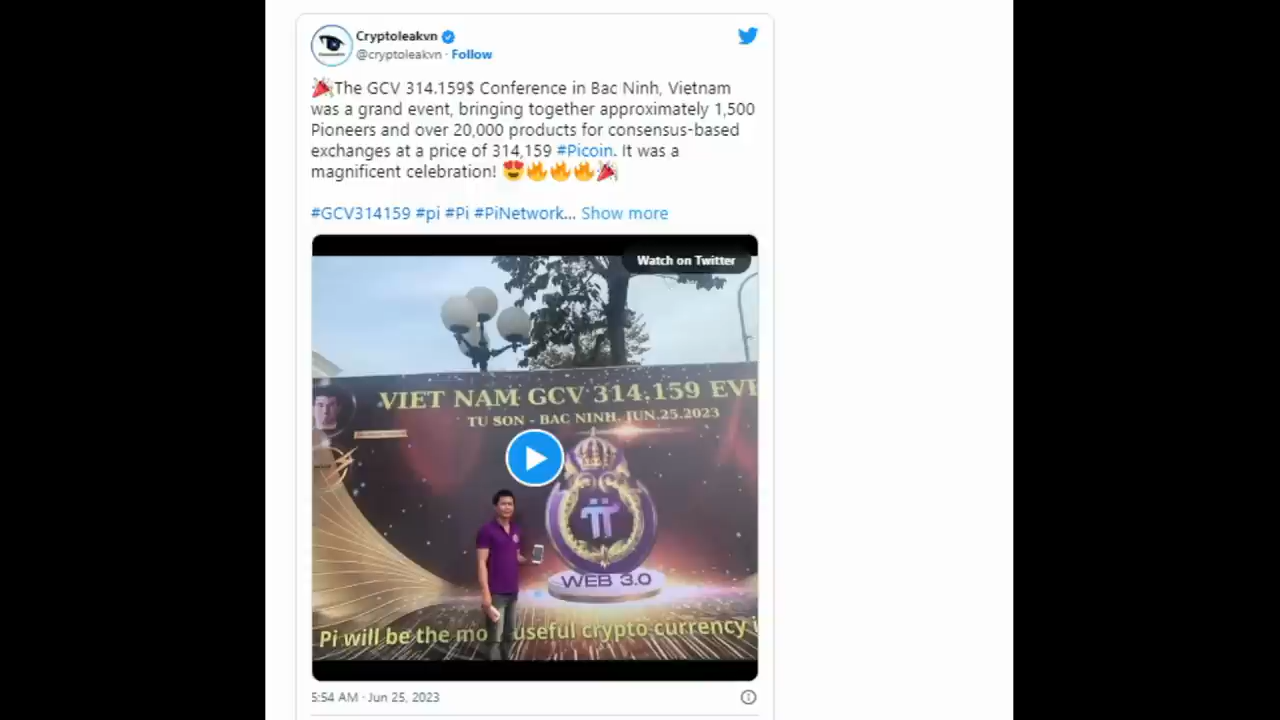 Cryptoleakvn
@cryptoleakvn · Follow
🎉The GCV 314.159$ Conference in Bac Ninh, Vietnam
was a grand event, bringing together approximately 1,500
Pioneers and over 20,000 products for consensus-based
exchanges at a price of 314,159 #Picoin. It was a
magnificent celebration! 😍🔥🔥🔥🎉
#GCV314159 #pi #Pi #PiNetwork... Show more
Watch on Twitter
VIET NAM GCV 314,159 EVE
TU SON - BAC NINH. JUN.25.2023
WEB 3.0
Pi will be the mo useful crypto currency i
5:54 AM · Jun 25, 2023